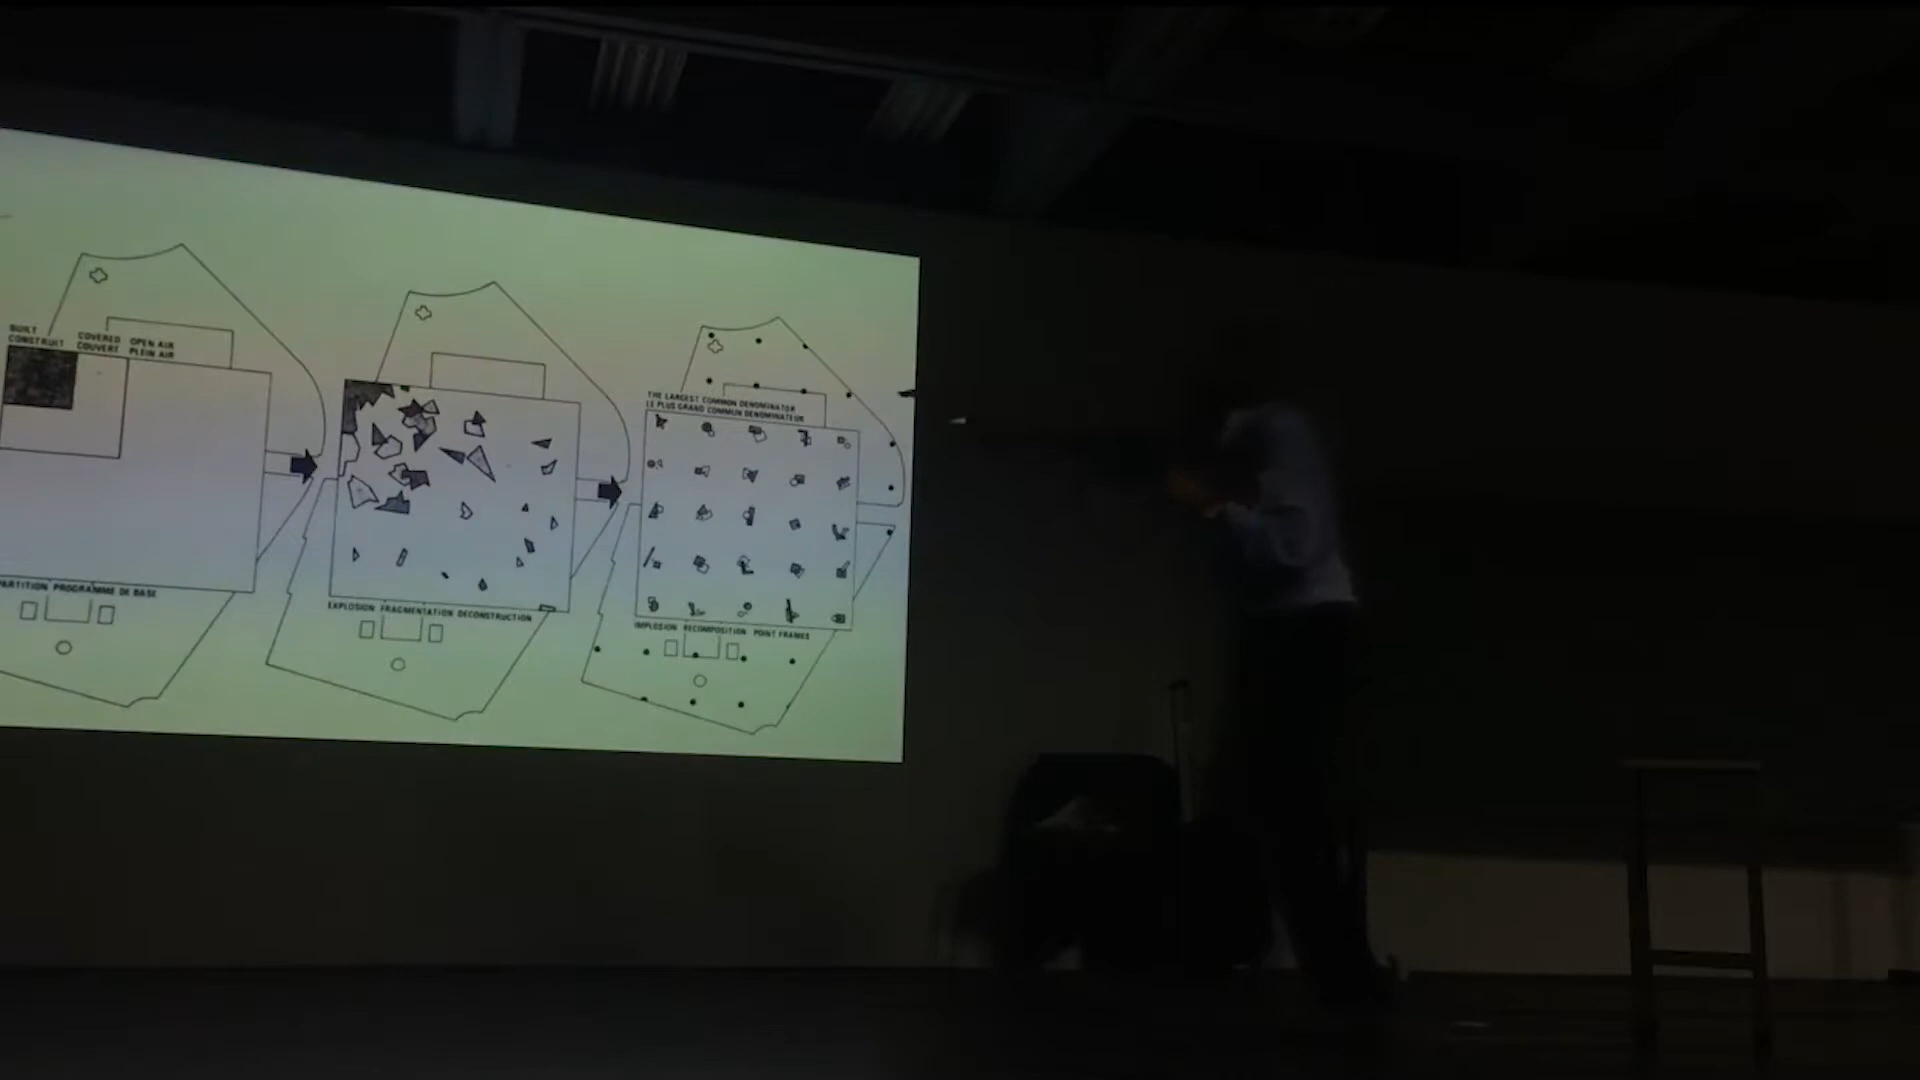 BUILT
CONSTRUIT
COVERED
COUVERT
OPEN AIR
PLEIN AIR
PARTITION PROGRAMME DE BASE
EXPLOSION FRAGMENTATION DECONSTRUCTION
THE LARGEST COMMON DENOMINATOR
LE PLUS GRAND COMMUN DENOMINATEUR
IMPLOSION RECOMPOSITION POINT FRAMES